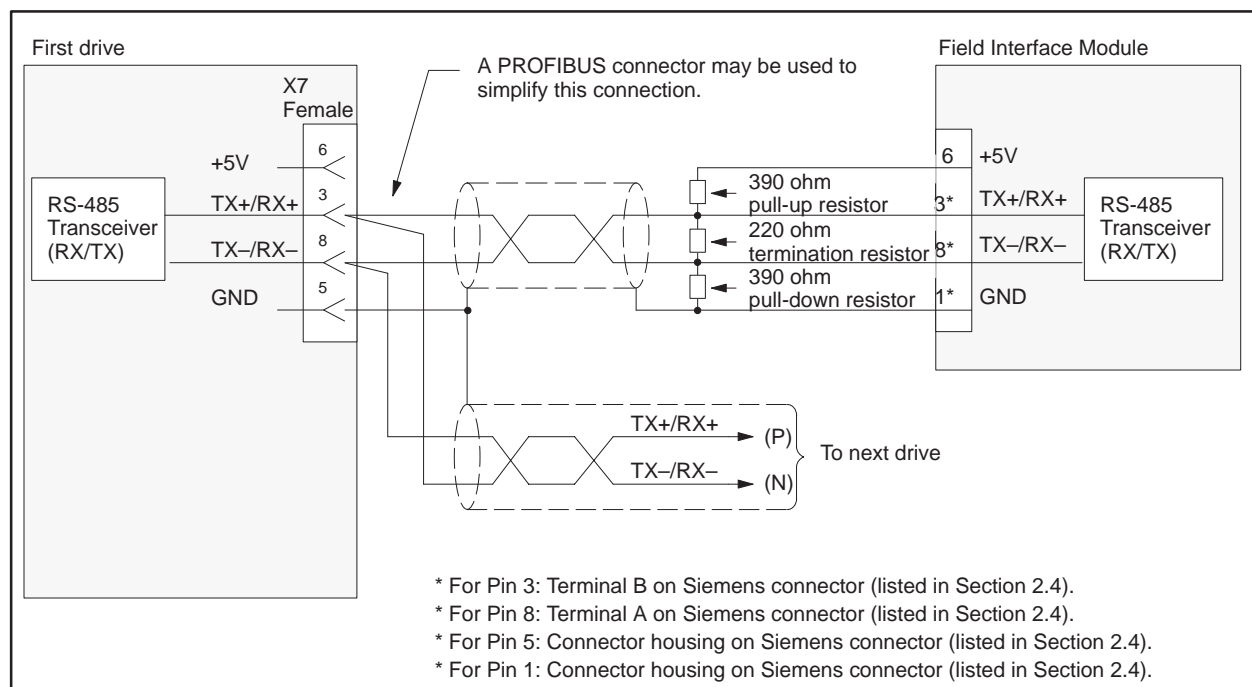 First drive
Field Interface Module
A PROFIBUS connector may be used to
simplify this connection.
X7
Female
6
+5V
3
TX+/RX+
8
TX–/RX–
5
GND
RS-485
Transceiver
(RX/TX)
390 ohm
pull-up resistor
220 ohm
termination resistor
390 ohm
pull-down resistor
6
+5V
3*
TX+/RX+
8*
TX–/RX–
1*
GND
RS-485
Transceiver
(RX/TX)
TX+/RX+
(P)
TX–/RX–
(N)
To next drive
* For Pin 3: Terminal B on Siemens connector (listed in Section 2.4).
* For Pin 8: Terminal A on Siemens connector (listed in Section 2.4).
* For Pin 5: Connector housing on Siemens connector (listed in Section 2.4).
* For Pin 1: Connector housing on Siemens connector (listed in Section 2.4).